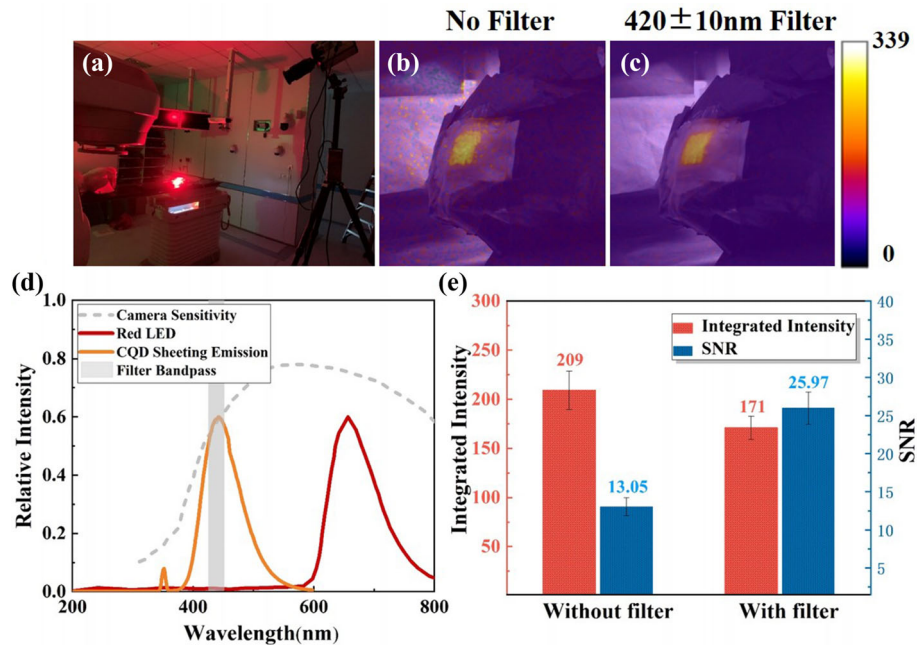 No Filter 420±10nm Filter
(a) (b) (c) 339
0
(d) (e)
1.0
0.8
0.6
0.4
0.2
0.0
Relative Intensity
Camera Sensitivity
Red LED
CQD Sheeting Emission
Filter Bandpass
200 400 600 800
Wavelength(nm)
300
250
200
150
100
50
Integrated Intensity
Integrated Intensity
SNR
209
13.05
171
25.97
Without filter With filter
40
35
30
25
20
15
10
5
SNR